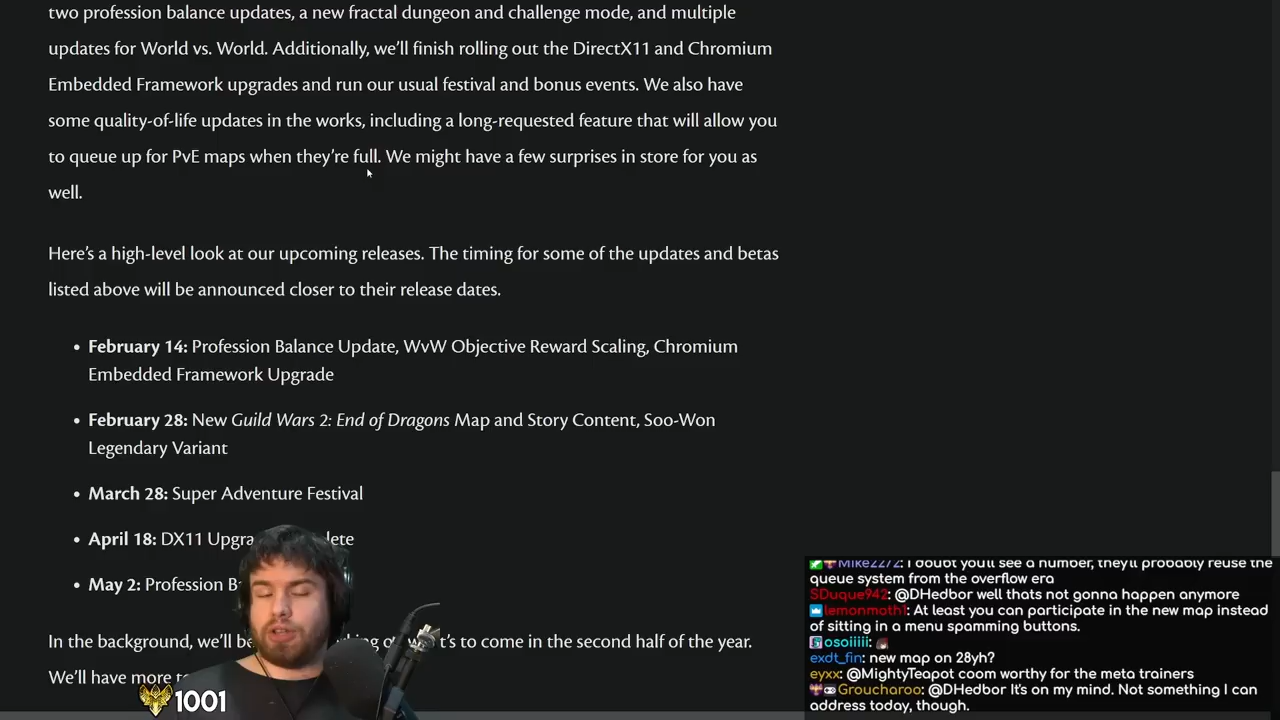 two profession balance updates, a new fractal dungeon and challenge mode, and multiple
updates for World vs. World. Additionally, we'll finish rolling out the DirectX11 and Chromium
Embedded Framework upgrades and run our usual festival and bonus events. We also have
some quality-of-life updates in the works, including a long-requested feature that will allow you
to queue up for PvE maps when they're full. We might have a few surprises in store for you as
well.
Here's a high-level look at our upcoming releases. The timing for some of the updates and betas
listed above will be announced closer to their release dates.
• February 14: Profession Balance Update, WvW Objective Reward Scaling, Chromium
Embedded Framework Upgrade
• February 28: New Guild Wars 2: End of Dragons Map and Story Content, Soo-Won
Legendary Variant
• March 28: Super Adventure Festival
• April 18: DX11
• May 2: Profession
In the background, we'll 's to come in the second half of the year.
We'll have more
1001
Mike2272: I doubt you'll see a number, they'll probably reuse the
queue system from the overflow era
SDuque942: @DHedbor well thats not gonna happen anymore
lemonmoth1: At least you can participate in the new map instead
of sitting in a menu spamming buttons.
osoiiiii:
exdt_fin: new map on 28yh?
eyxx: @MightyTeapot coom worthy for the meta trainers
Groucharoo: @DHedbor It's on my mind. Not something I can
address today, though.